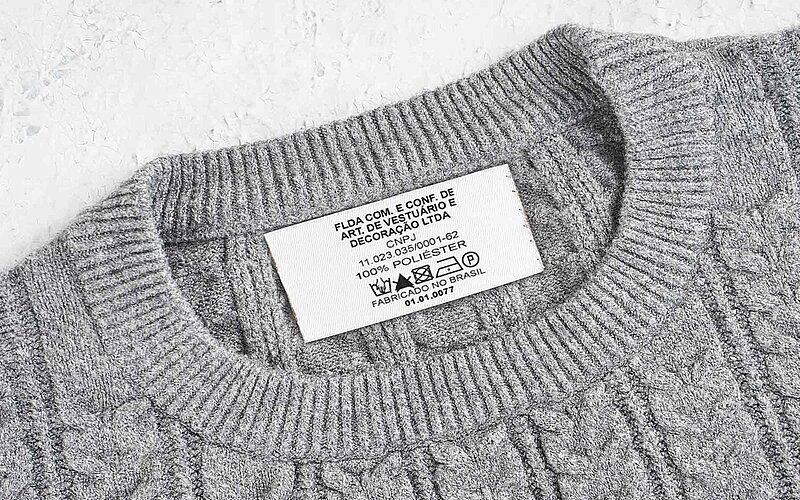 FLDA COM. E CONF. DE
ART. DE VESTUÁRIO E
DECORAÇÃO LTDA
CNPJ
11.023.035/0001-62
100% POLIÉSTER
P
FABRICADO NO BRASIL
01.01.0077